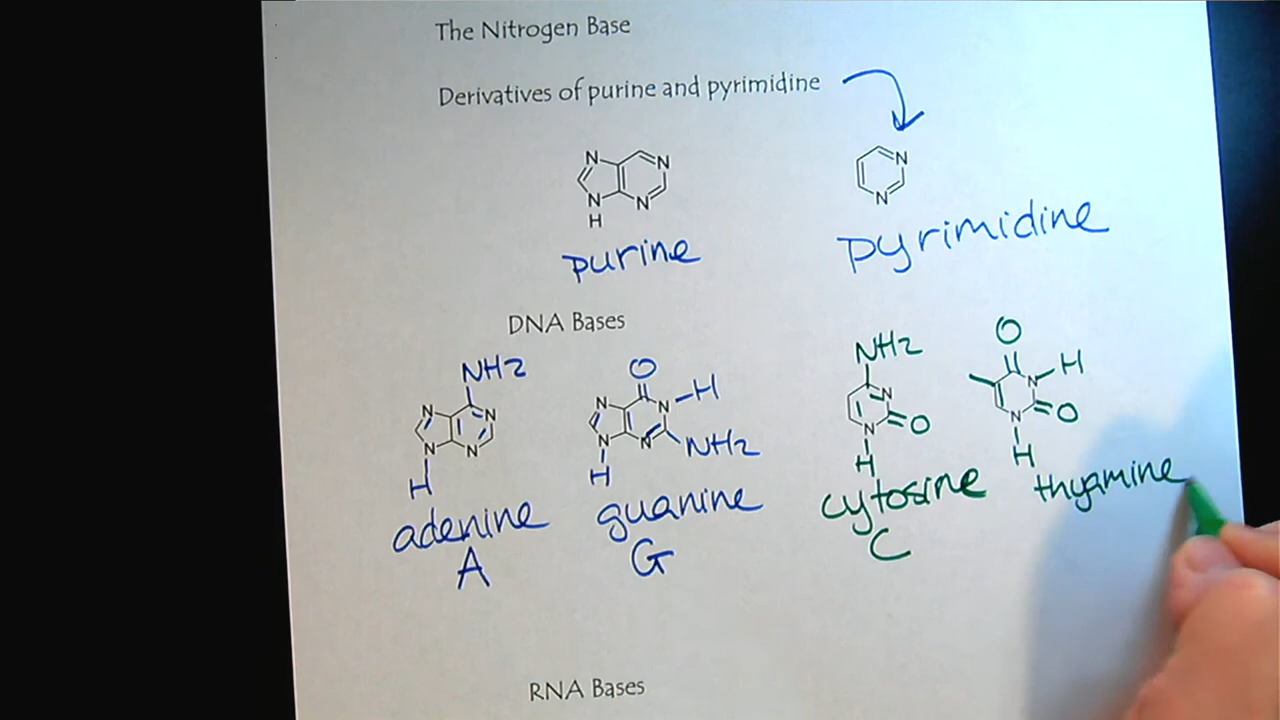 The Nitrogen Base
Derivatives of purine and pyrimidine
N N N H N
N N
purine
pyrimidine
DNA Bases
NH2
N N N N H
O
N N N H N H NH2
NH2
N N O H
O
N H N O H
adenine
A
guanine
G
cytosine
C
thyamine
RNA Bases